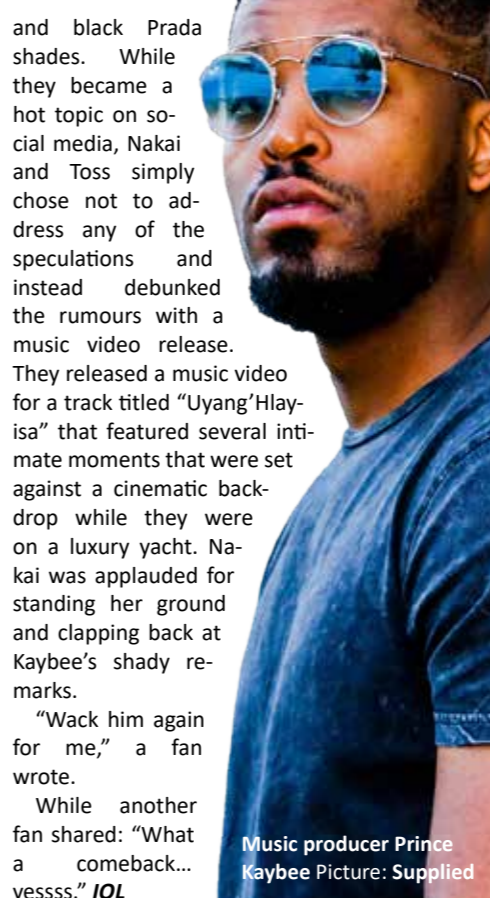 and black Prada
shades. While
they became a
hot topic on so-
cial media, Nakai
and Toss simply
chose not to ad-
dress any of the
speculations and
instead debunked
the rumours with a
music video release.
They released a music video
for a track titled “Uyang’Hlay-
isa” that featured several inti-
mate moments that were set
against a cinematic back-
drop while they were
on a luxury yacht. Na-
kai was applauded for
standing her ground
and clapping back at
Kaybee’s shady re-
marks.
“Wack him again
for me,” a fan
wrote.
While another
fan shared: “What
a comeback...
yessss.” IOL
Music producer Prince
Kaybee Picture: Supplied